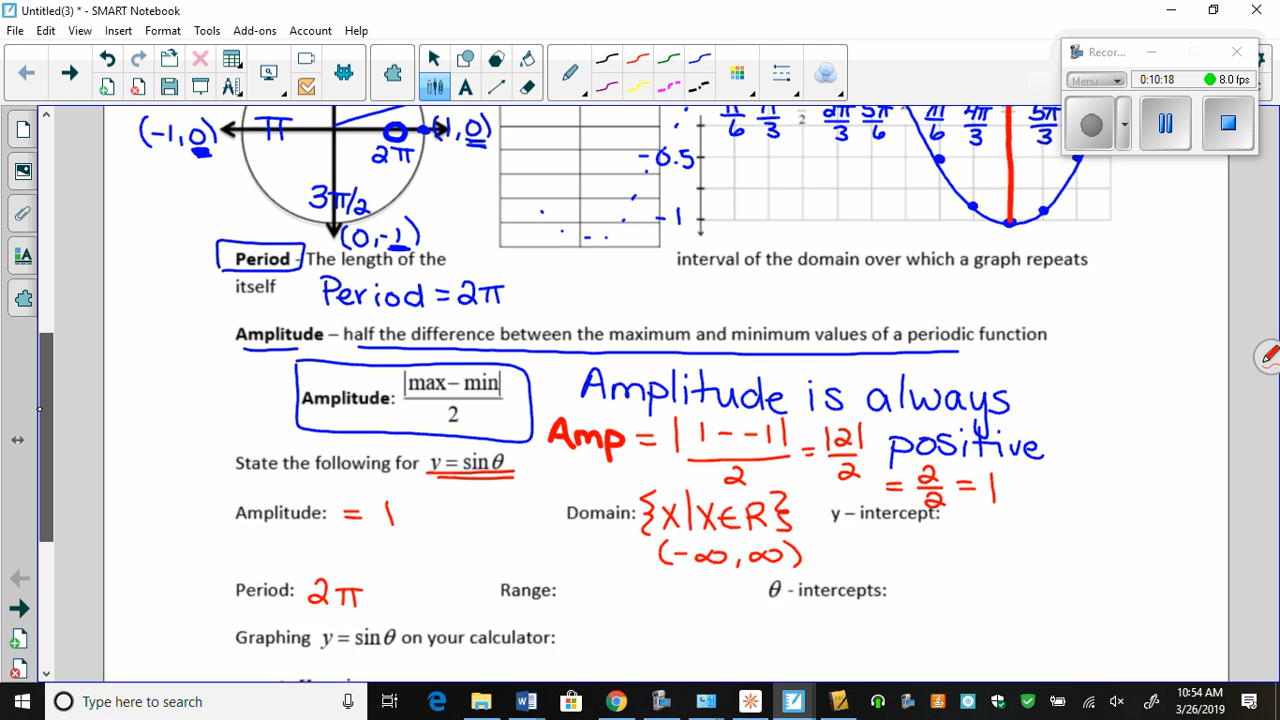 Untitled(3) * - SMART Notebook
File Edit View Insert Format Tools Add-ons Account Help
Recor...
Menu 0:10:18 8.0 fps
(-1,0) π 0 (1,0)
2π
3π/2
(0,-1)
π/6 π/3 π/2 2π/3 5π/6 π/6 4π/3 5π/3
-0.5
-1
Period - The length of the interval of the domain over which a graph repeats
itself Period = 2π
Amplitude – half the difference between the maximum and minimum values of a periodic function
Amplitude: |max – min| / 2
Amplitude is always
positive
Amp = |1 - -1| / 2 = |2| / 2
= 2/2 = 1
State the following for y = sin θ
Amplitude: = 1 Domain: {X|X∈R} y – intercept:
(-∞, ∞)
Period: 2π Range: θ - intercepts:
Graphing y = sin θ on your calculator:
Type here to search
10:54 AM
3/26/2019